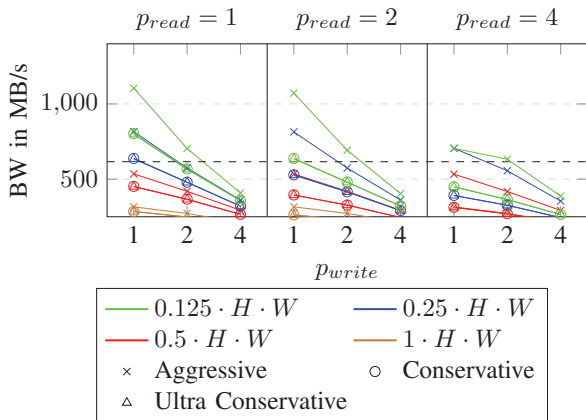 p_read = 1 p_read = 2 p_read = 4
BW in MB/s
1,000
500
1 2 4 1 2 4 1 2 4
p_write
0.125 · H · W 0.25 · H · W
0.5 · H · W 1 · H · W
Aggressive Conservative
Ultra Conservative